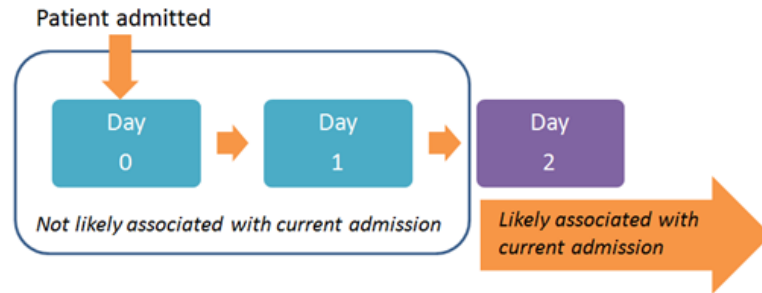 Patient admitted
Day
0
Day
1
Day
2
Not likely associated with current admission
Likely associated with
current admission